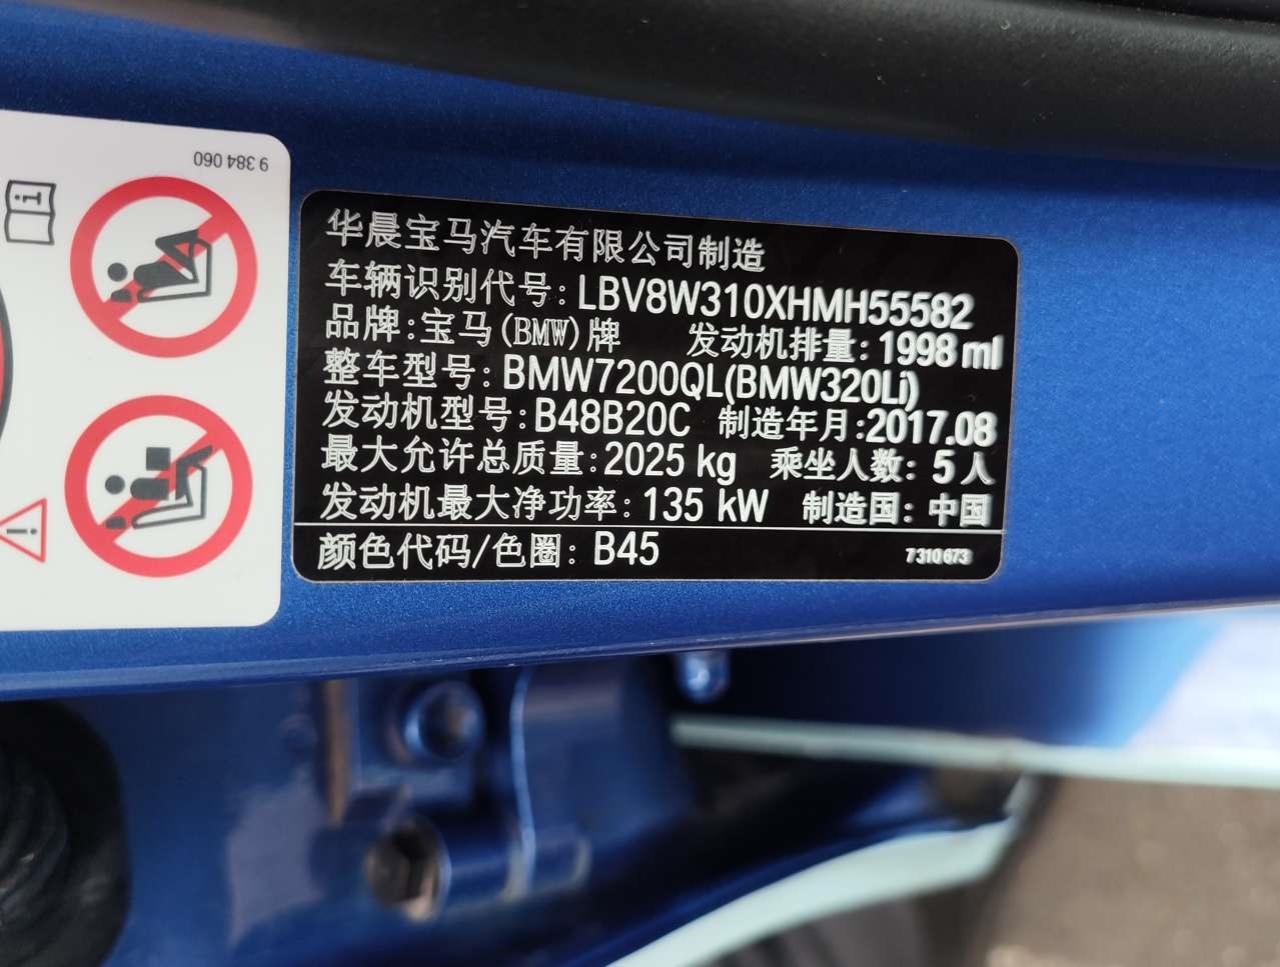 9 384 060
华晨宝马汽车有限公司制造
车辆识别代号: LBV8W310XHMH55582
品牌: 宝马(BMW)牌 发动机排量: 1998 ml
整车型号: BMW7200QL(BMW320Li)
发动机型号: B48B20C 制造年月: 2017.08
最大允许总质量: 2025 kg 乘坐人数: 5 人
发动机最大净功率: 135 kW 制造国: 中国
颜色代码/色圈: B45 7310673